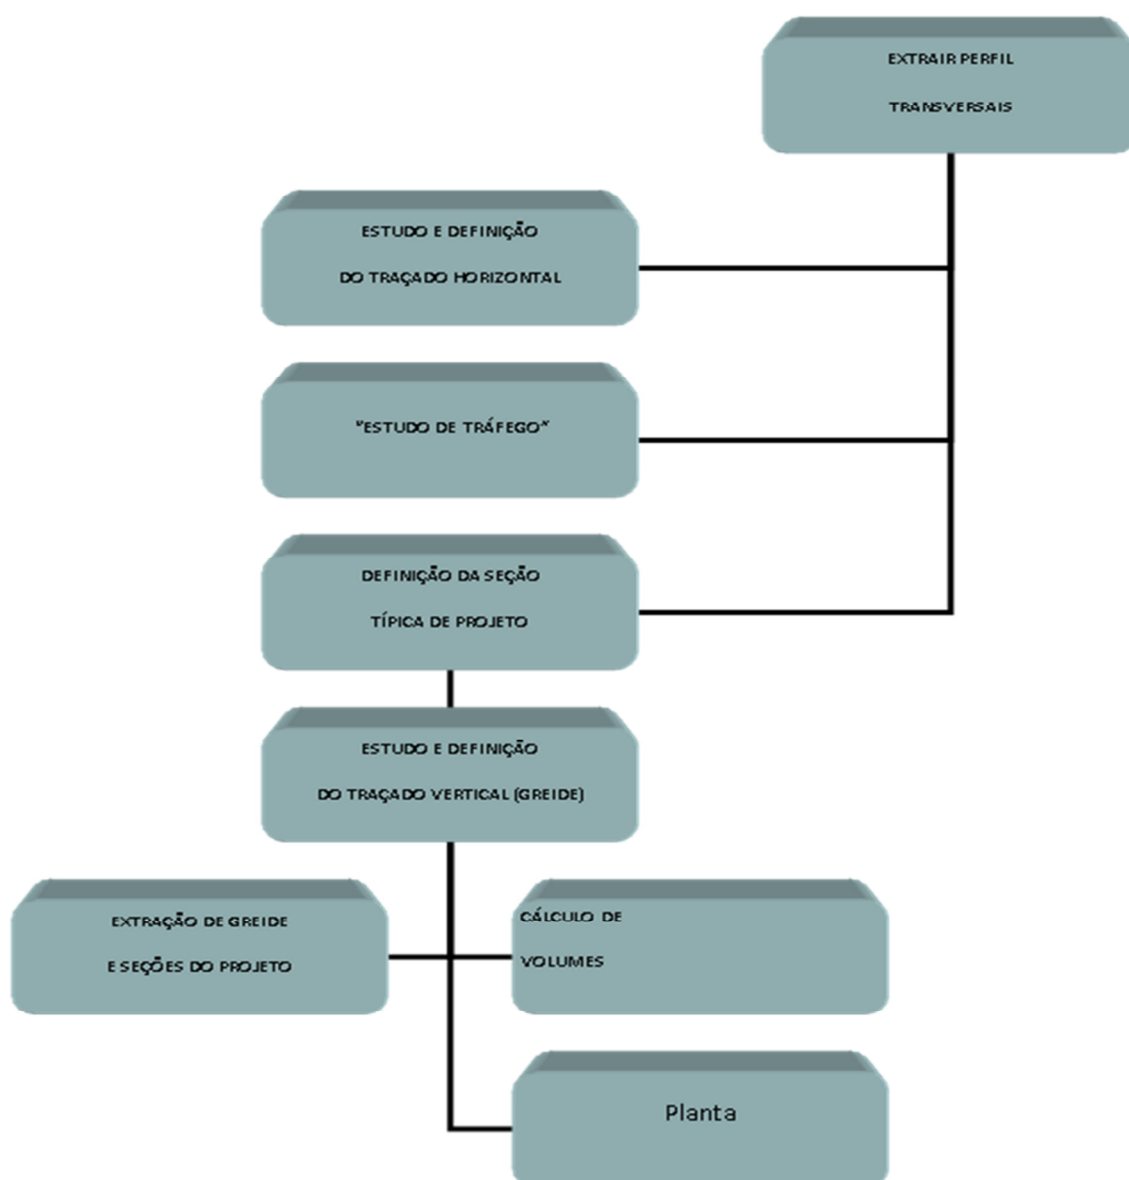 EXTRAIR PERFIL
TRANSVERSAIS
ESTUDO E DEFINIÇÃO
DO TRAÇADO HORIZONTAL
"ESTUDO DE TRÁFEGO"
DEFINIÇÃO DA SEÇÃO
TÍPICA DE PROJETO
ESTUDO E DEFINIÇÃO
DO TRAÇADO VERTICAL (GREIDE)
EXTRAÇÃO DE GREIDE
E SEÇÕES DO PROJETO
CÁLCULO DE
VOLUMES
Planta